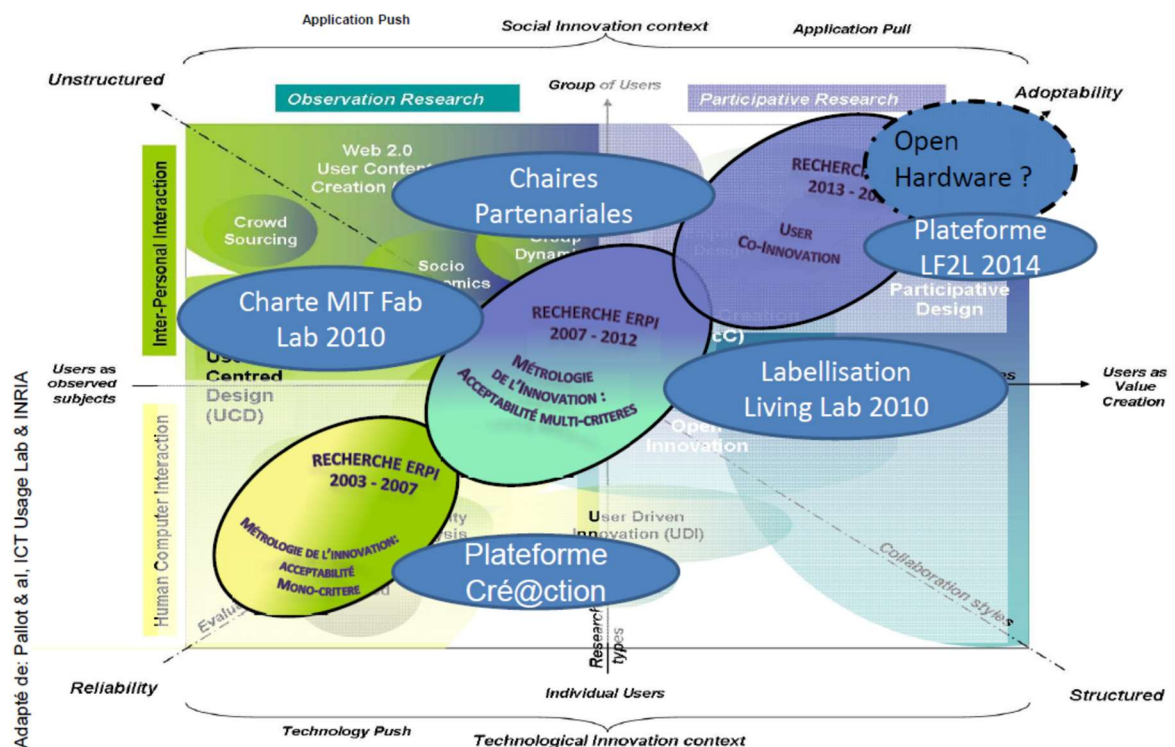 Application Push
Social Innovation context
Application Pull
Unstructured
Group of Users
Adoptability
Observation Research
Participative Research
Open
Hardware ?
Web 2.0
User Content
Creation
Chaires
Partenariales
RECHERCHE
2013 - 20
USER
CO-INNOVATION
Crowd
Sourcing
Group
Dynami
Socio
omics
Plateforme
LF2L 2014
Participative
Design
Inter-Personal Interaction
Charte MIT Fab
Lab 2010
RECHERCHE ERPI
2007 - 2012
MÉTROLOGIE
DE L'INNOVATION :
ACCEPTABILITÉ MULTI-CRITERES
Users as
observed
subjects
Centred
Design
(UCD)
Labellisation
Living Lab 2010
Users as
Value
Creation
Open
Innovation
Human Computer Interaction
RECHERCHE ERPI
2003 - 2007
MÉTROLOGIE DE L'INNOVATION:
ACCEPTABILITÉ
MONO-CRITERE
User Driven
Innovation (UDI)
Plateforme
Cré@ction
Collaboration styles
Research
types
Reliability
Individual Users
Structured
Technology Push
Technological Innovation context
Adapté de: Pallot & al, ICT Usage Lab & INRIA